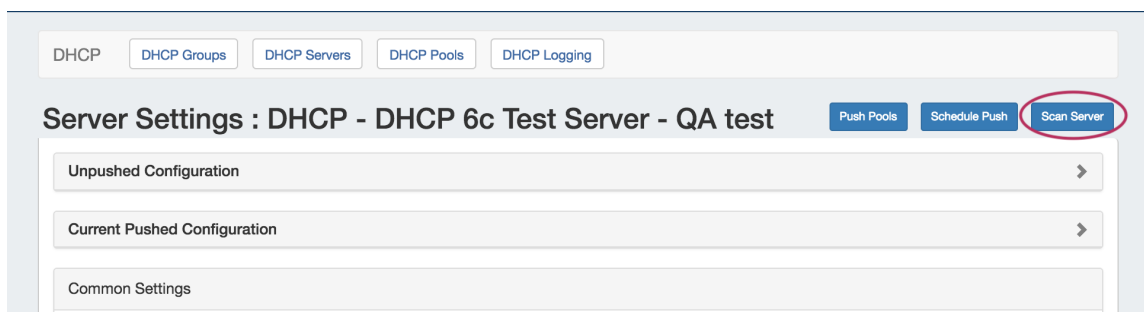 DHCP DHCP Groups DHCP Servers DHCP Pools DHCP Logging
Server Settings : DHCP - DHCP 6c Test Server - QA test Push Pools Schedule Push Scan Server
Unpushed Configuration
Current Pushed Configuration
Common Settings